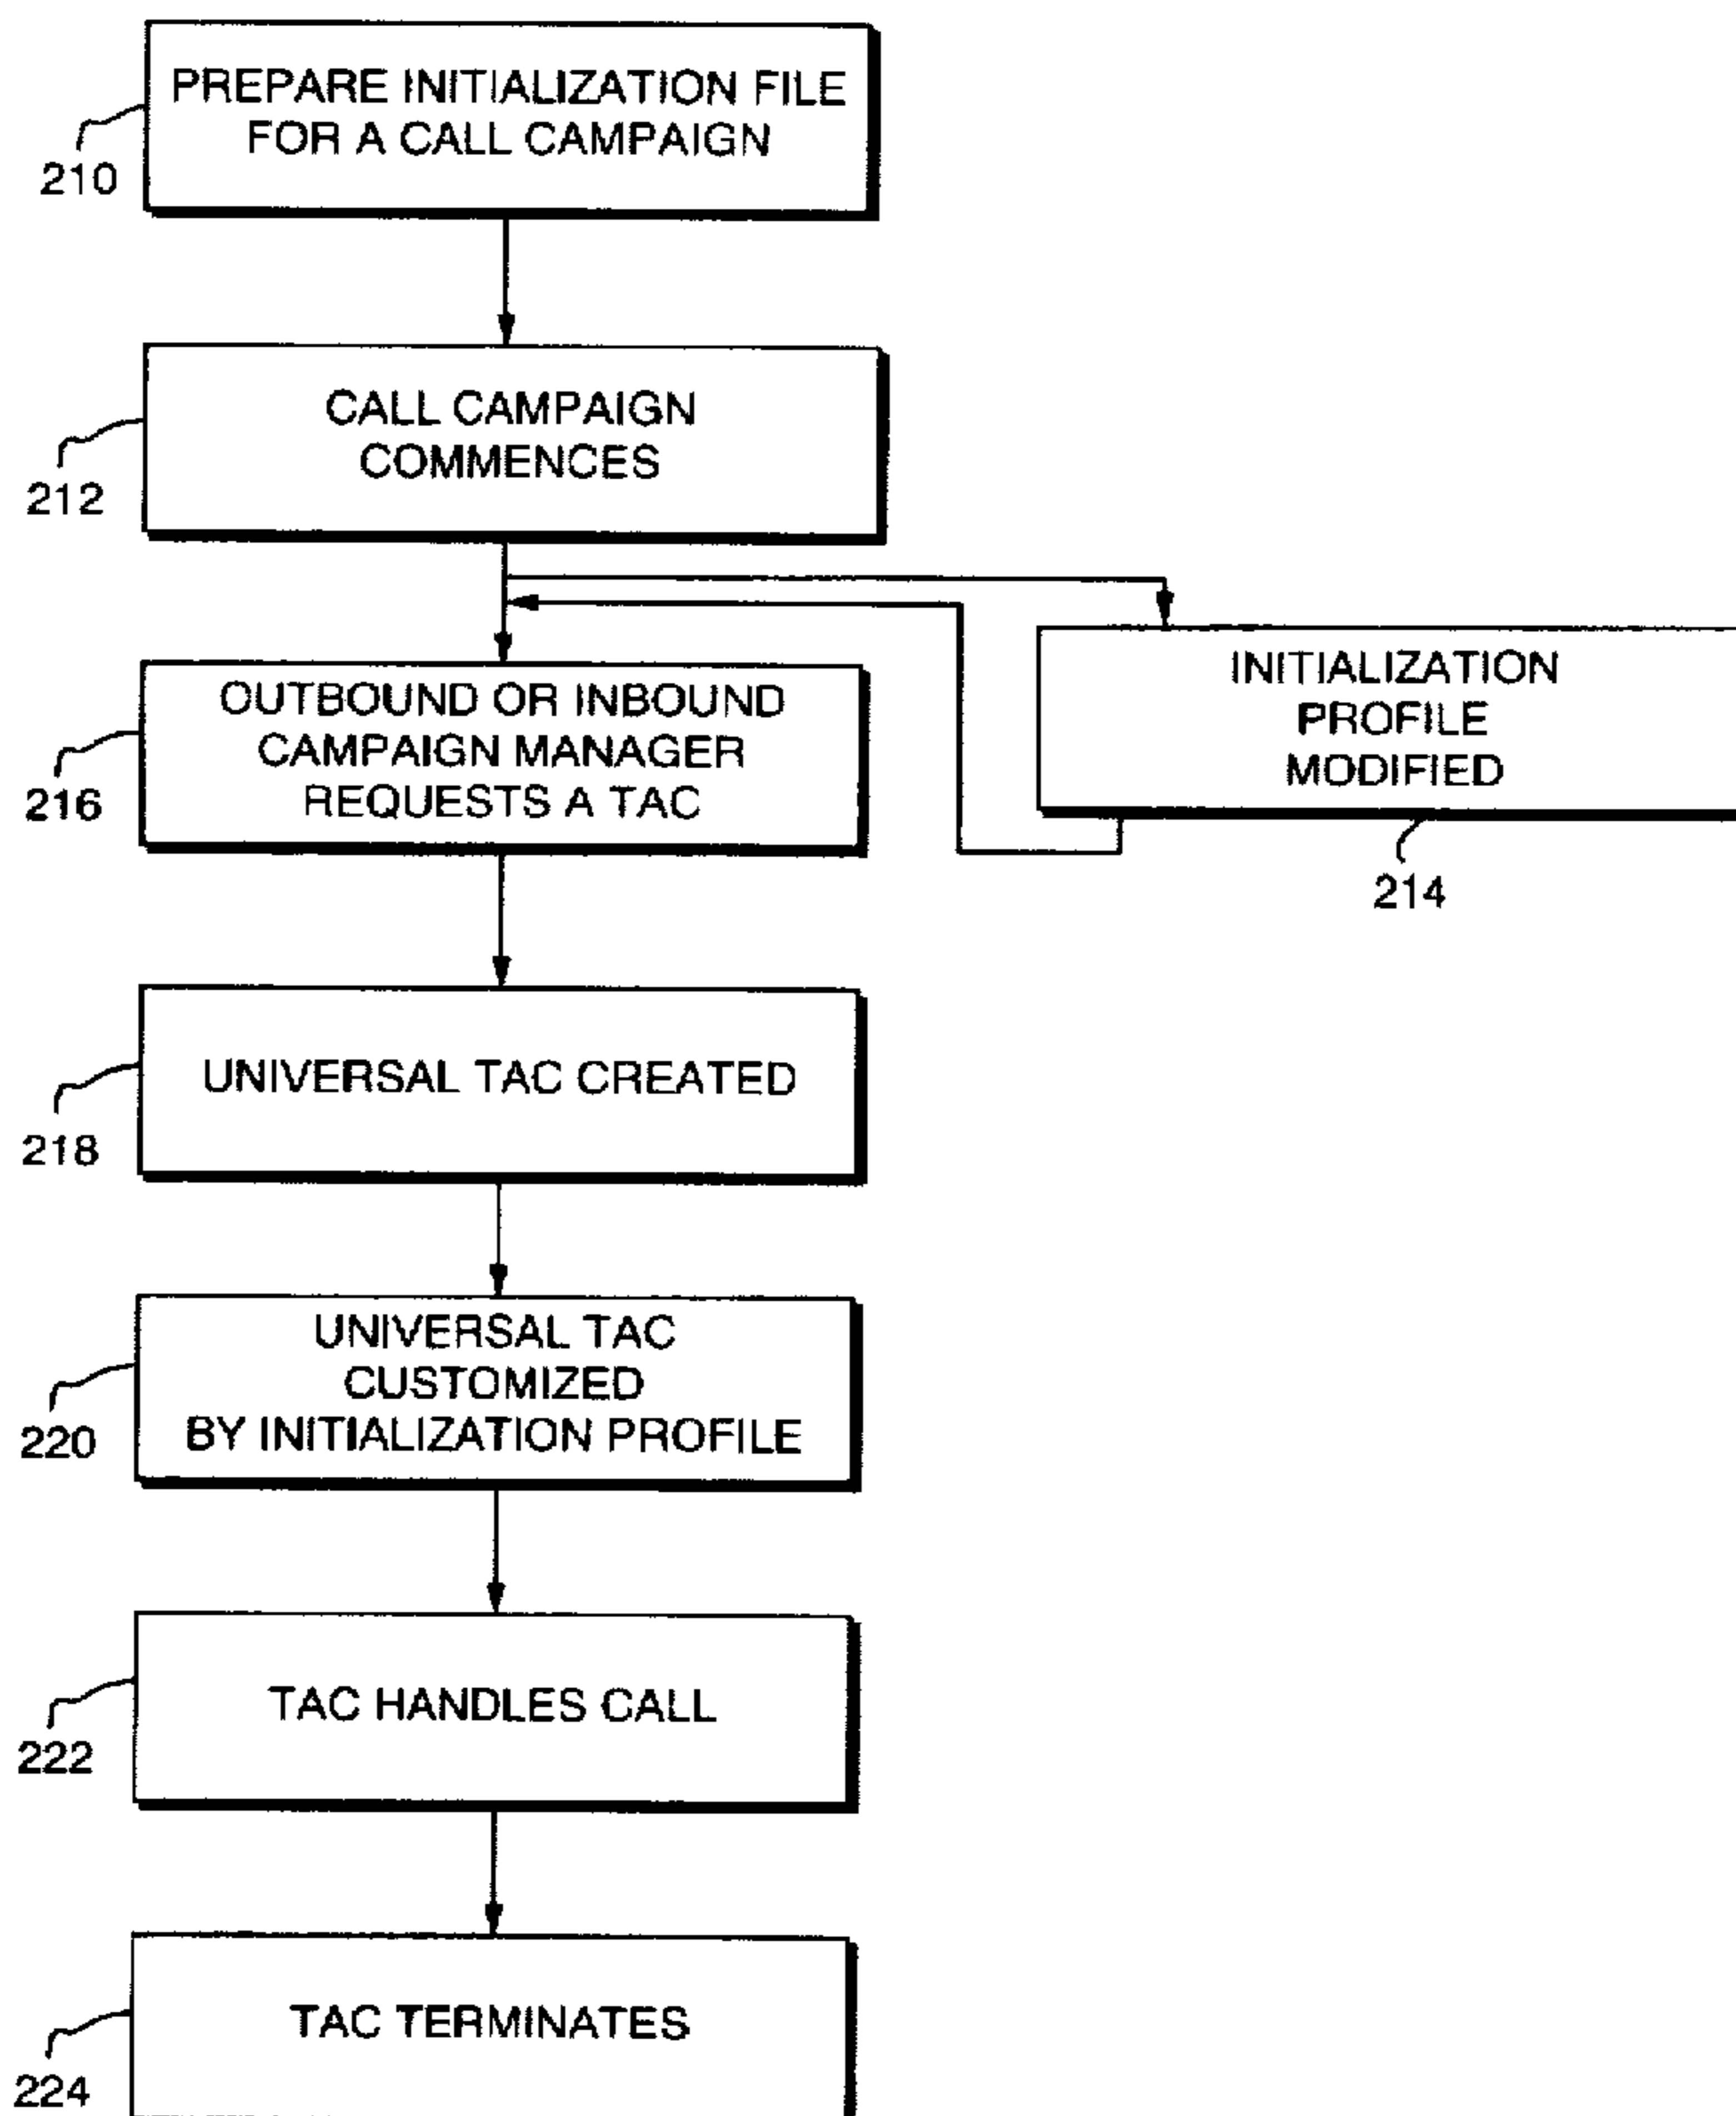 PREPARE INITIALIZATION FILE
FOR A CALL CAMPAIGN
210
CALL CAMPAIGN
COMMENCES
212
INITIALIZATION
PROFILE
MODIFIED
214
OUTBOUND OR INBOUND
CAMPAIGN MANAGER
REQUESTS A TAC
216
UNIVERSAL TAC CREATED
218
UNIVERSAL TAC
CUSTOMIZED
BY INITIALIZATION PROFILE
220
TAC HANDLES CALL
222
TAC TERMINATES
224